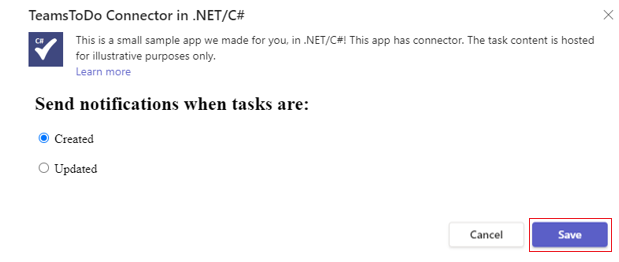 TeamsToDo Connector in .NET/C#
C#
This is a small sample app we made for you, in .NET/C#! This app has connector. The task content is hosted
for illustrative purposes only.
Learn more
Send notifications when tasks are:
Created
Updated
Cancel Save